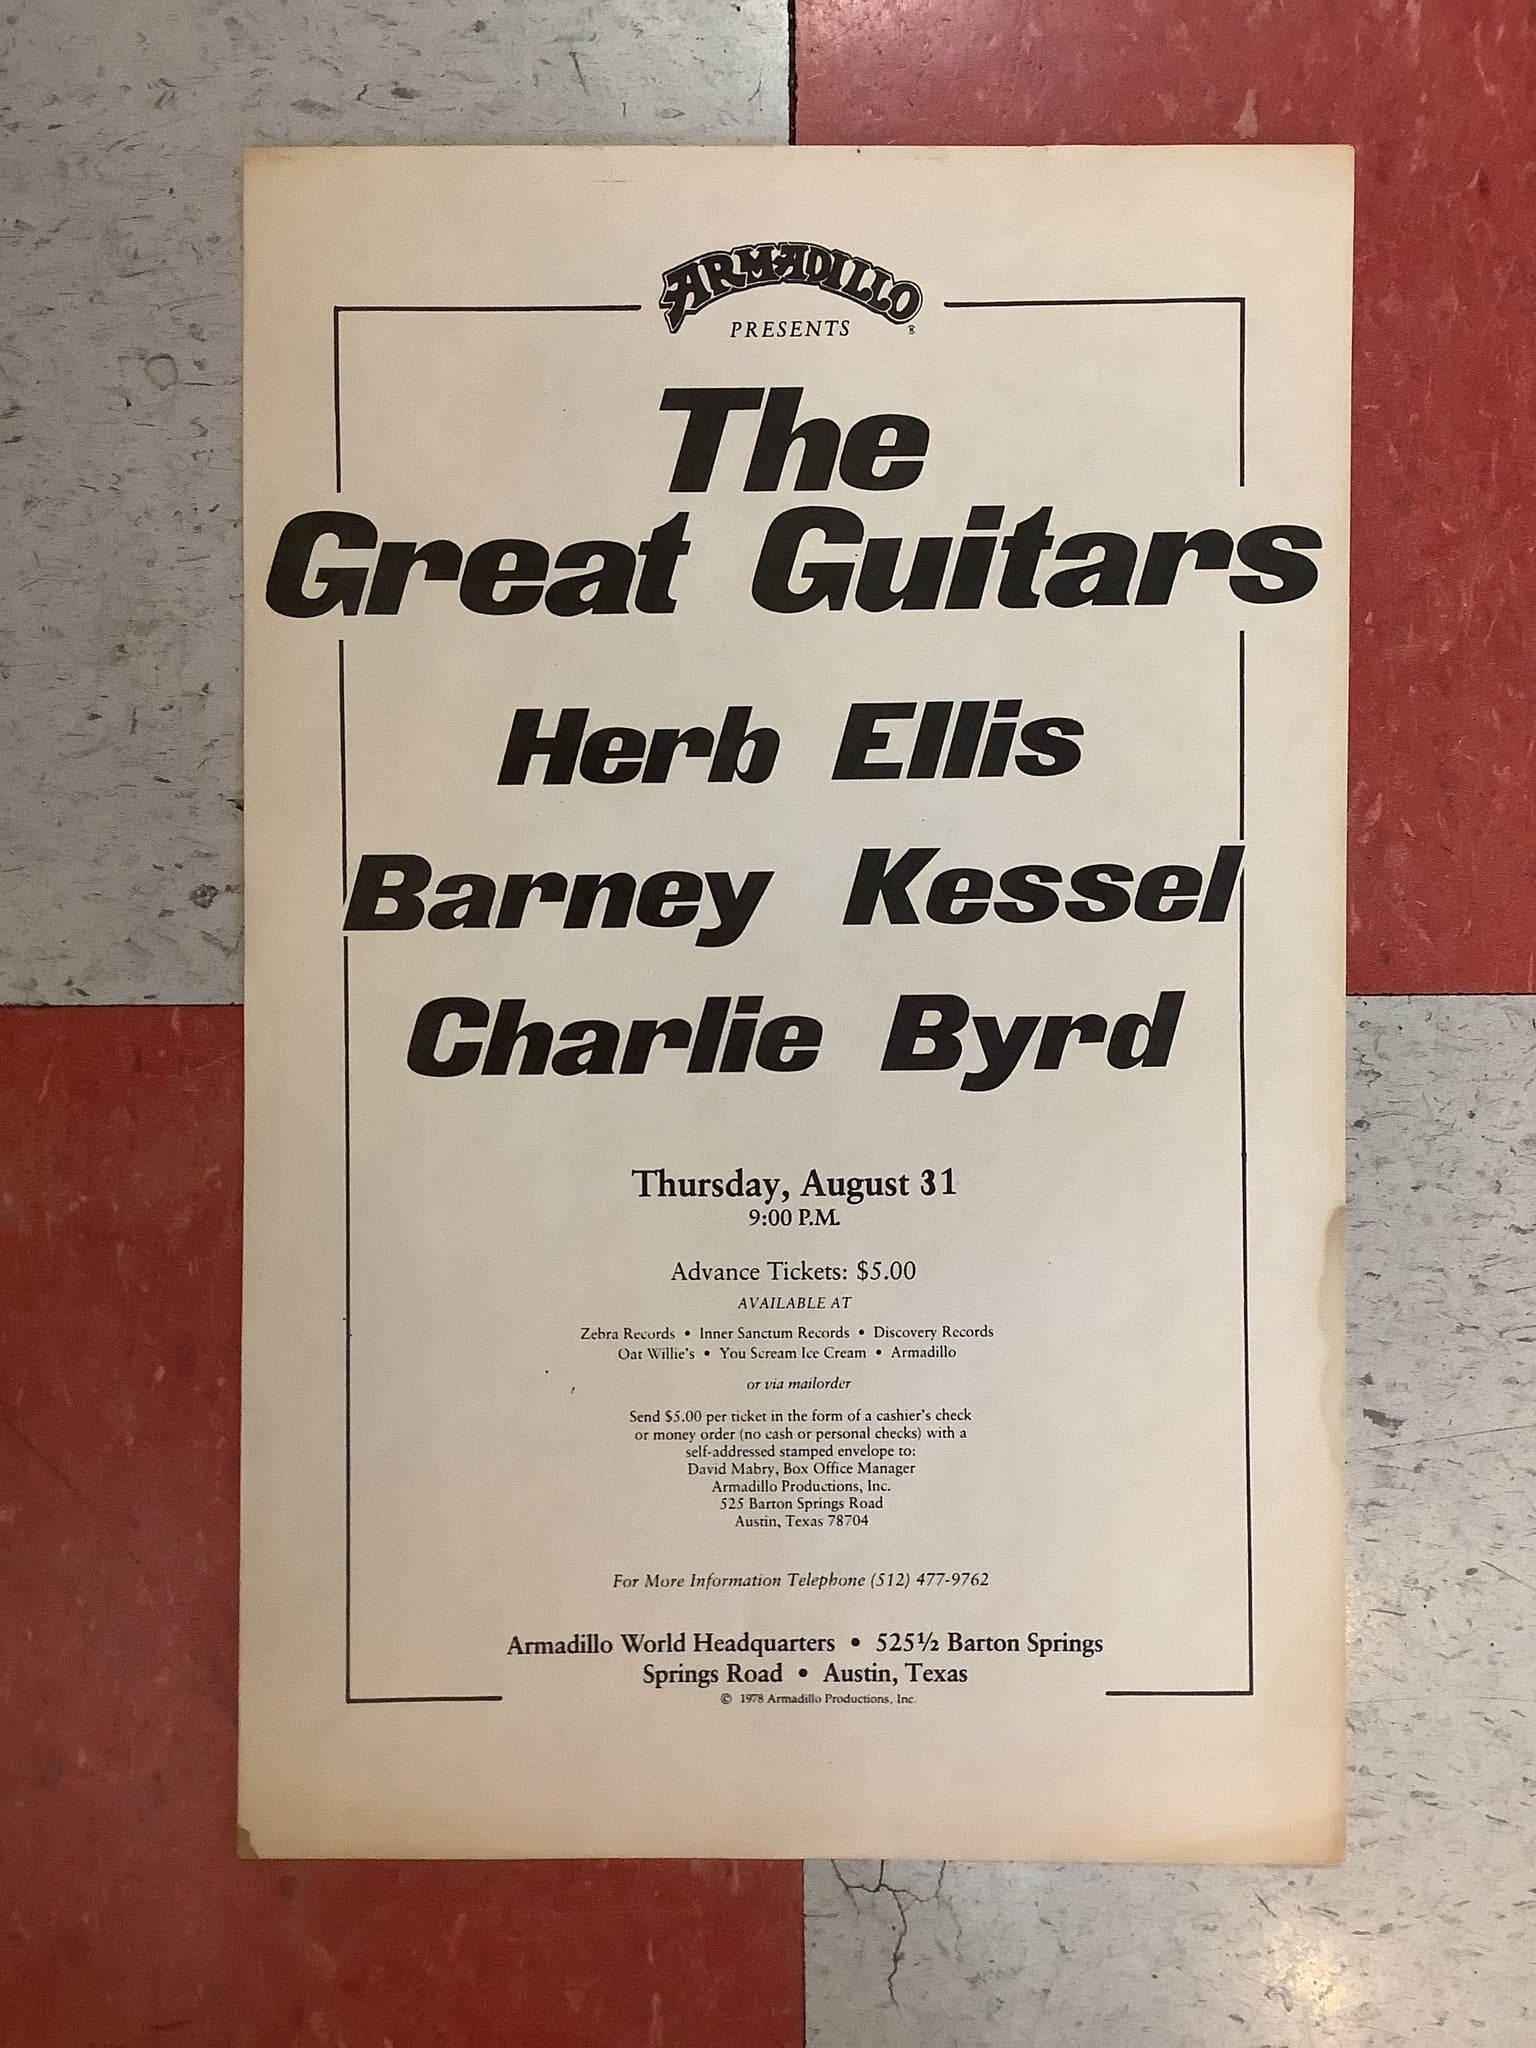 ARMADILLO®
PRESENTS
The
Great Guitars
Herb Ellis
Barney Kessel
Charlie Byrd
Thursday, August 31
9:00 P.M.
Advance Tickets: $5.00
AVAILABLE AT
Zebra Records • Inner Sanctum Records • Discovery Records
Oat Willie's • You Scream Ice Cream • Armadillo
or via mailorder
Send $5.00 per ticket in the form of a cashier's check
or money order (no cash or personal checks) with a
self-addressed stamped envelope to:
David Mabry, Box Office Manager
Armadillo Productions, Inc.
525 Barton Springs Road
Austin, Texas 78704
For More Information Telephone (512) 477-9762
Armadillo World Headquarters • 525½ Barton Springs
Springs Road • Austin, Texas
© 1978 Armadillo Productions, Inc.